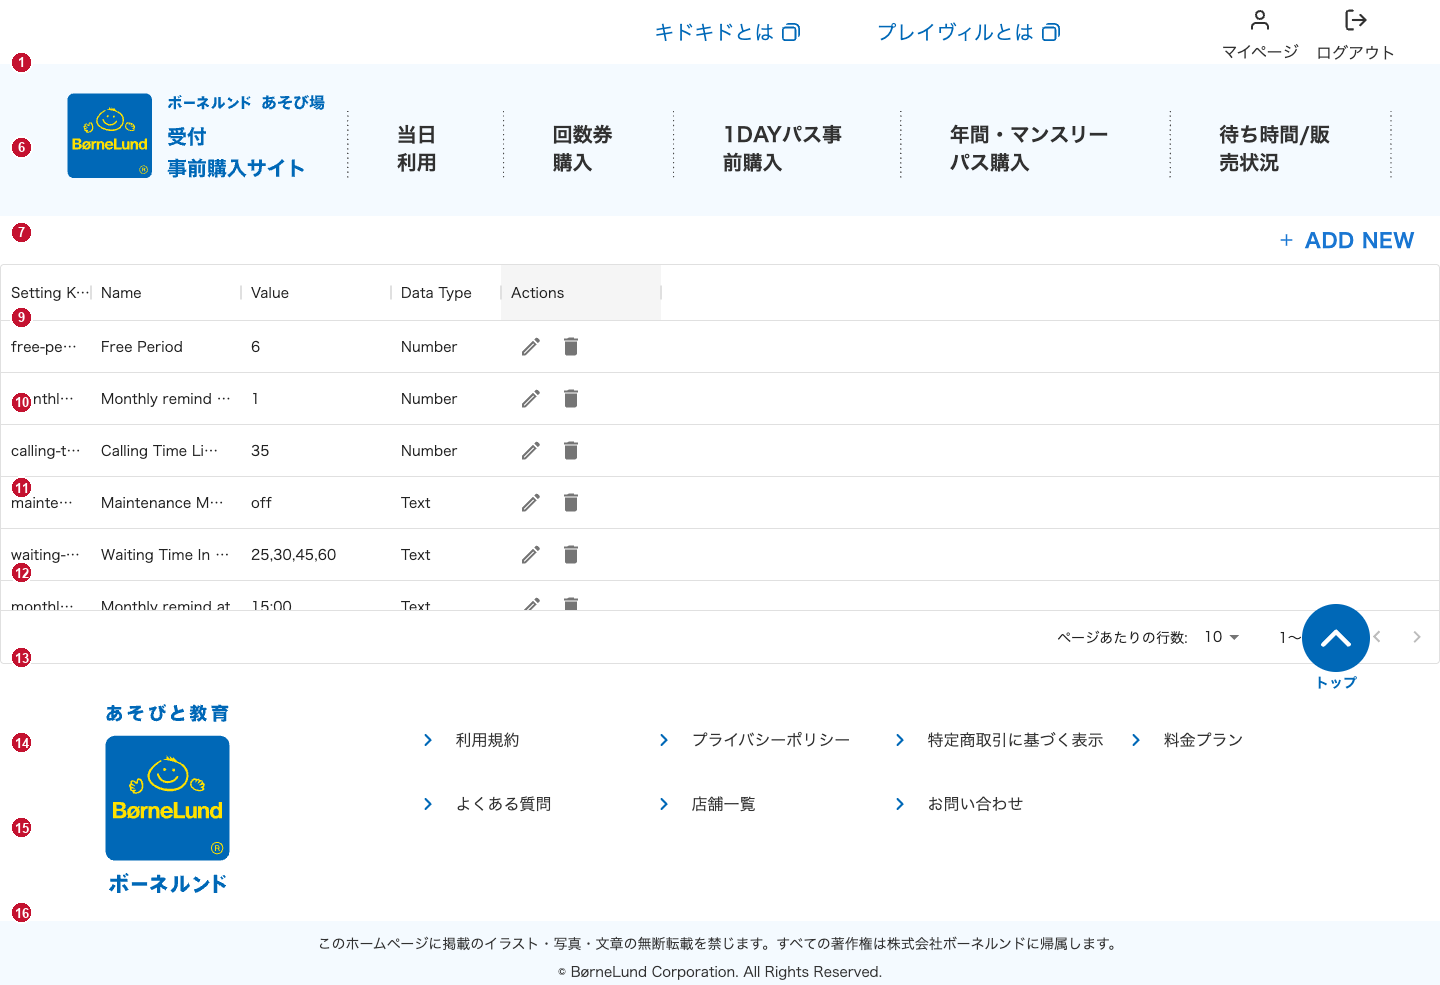 キドキドとは
プレイヴィルとは
マイページ
ログアウト
1
ボーネルンド あそび場
受付
事前購入サイト
BørneLund
®
当日
利用
回数券
購入
1DAYパス事
前購入
年間・マンスリー
パス購入
待ち時間/販
売状況
6
7
+ ADD NEW
Setting K… Name Value Data Type Actions
9
free-pe… Free Period 6 Number
10
nthl… Monthly remind … 1 Number
calling-t… Calling Time Li… 35 Number
11
mainte… Maintenance M… off Text
waiting-… Waiting Time In … 25,30,45,60 Text
12
monthl… Monthly remind at 15:00 Text
ページあたりの行数: 10 1～
13
トップ
あそびと教育
BørneLund
®
ボーネルンド
14
利用規約
プライバシーポリシー
特定商取引に基づく表示
料金プラン
よくある質問
店舗一覧
お問い合わせ
15
16
このホームページに掲載のイラスト・写真・文章の無断転載を禁じます。すべての著作権は株式会社ボーネルンドに帰属します。
© BørneLund Corporation. All Rights Reserved.